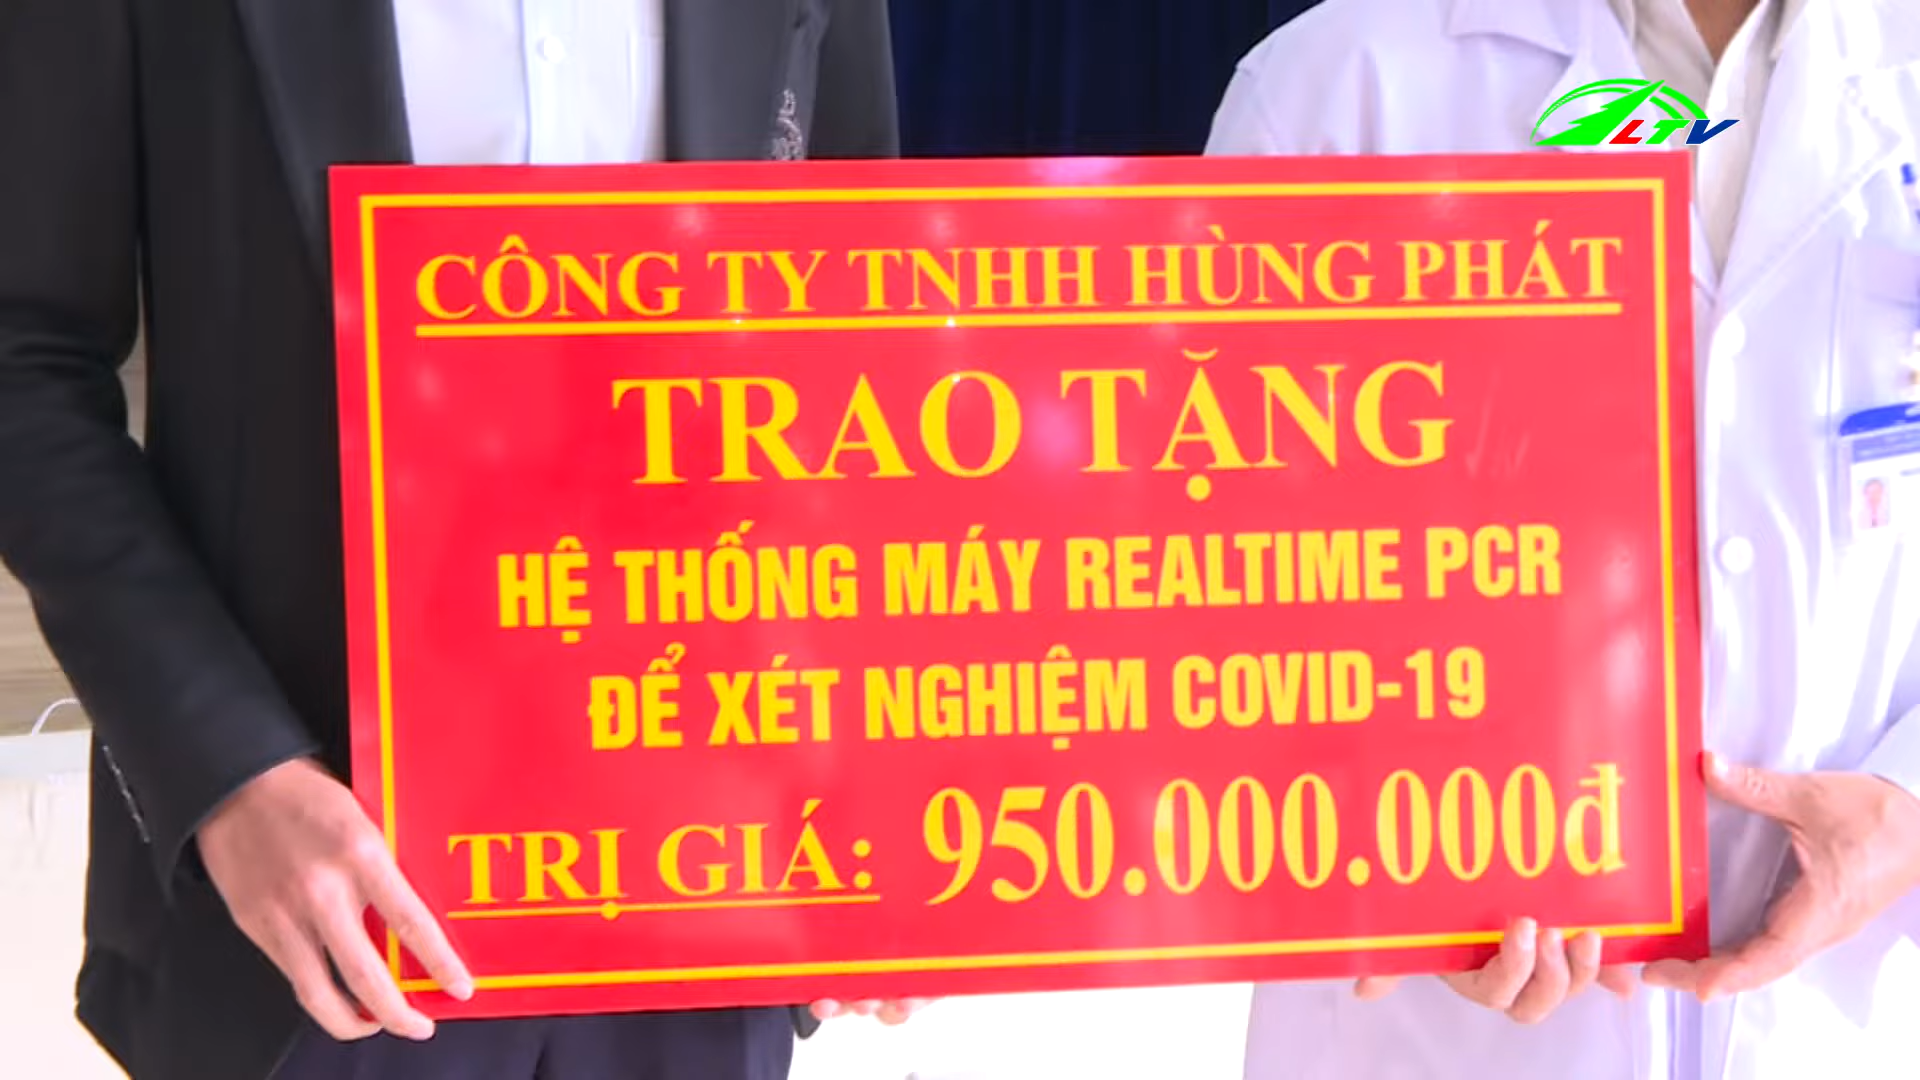 LTV
CÔNG TY TNHH HÙNG PHÁT
TRAO TẶNG
HỆ THỐNG MÁY REALTIME PCR
ĐỂ XÉT NGHIỆM COVID-19
TRỊ GIÁ: 950.000.000đ